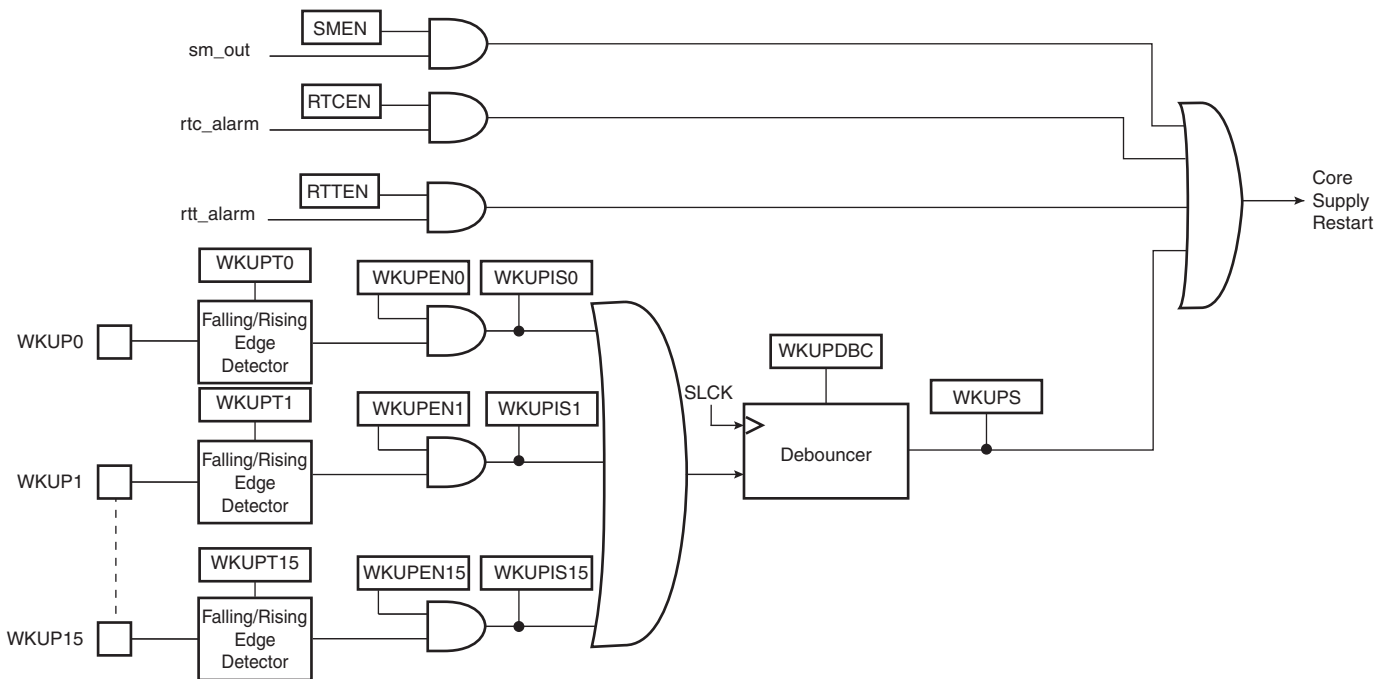 SMEN
sm_out
RTCEN
rtc_alarm
RTTEN
rtt_alarm
Core
Supply
Restart
WKUPT0
WKUPEN0
WKUPIS0
WKUP0
Falling/Rising
Edge
Detector
WKUPT1
WKUPEN1
WKUPIS1
WKUP1
Falling/Rising
Edge
Detector
WKUPDBC
SLCK
Debouncer
WKUPS
WKUPT15
WKUPEN15
WKUPIS15
WKUP15
Falling/Rising
Edge
Detector